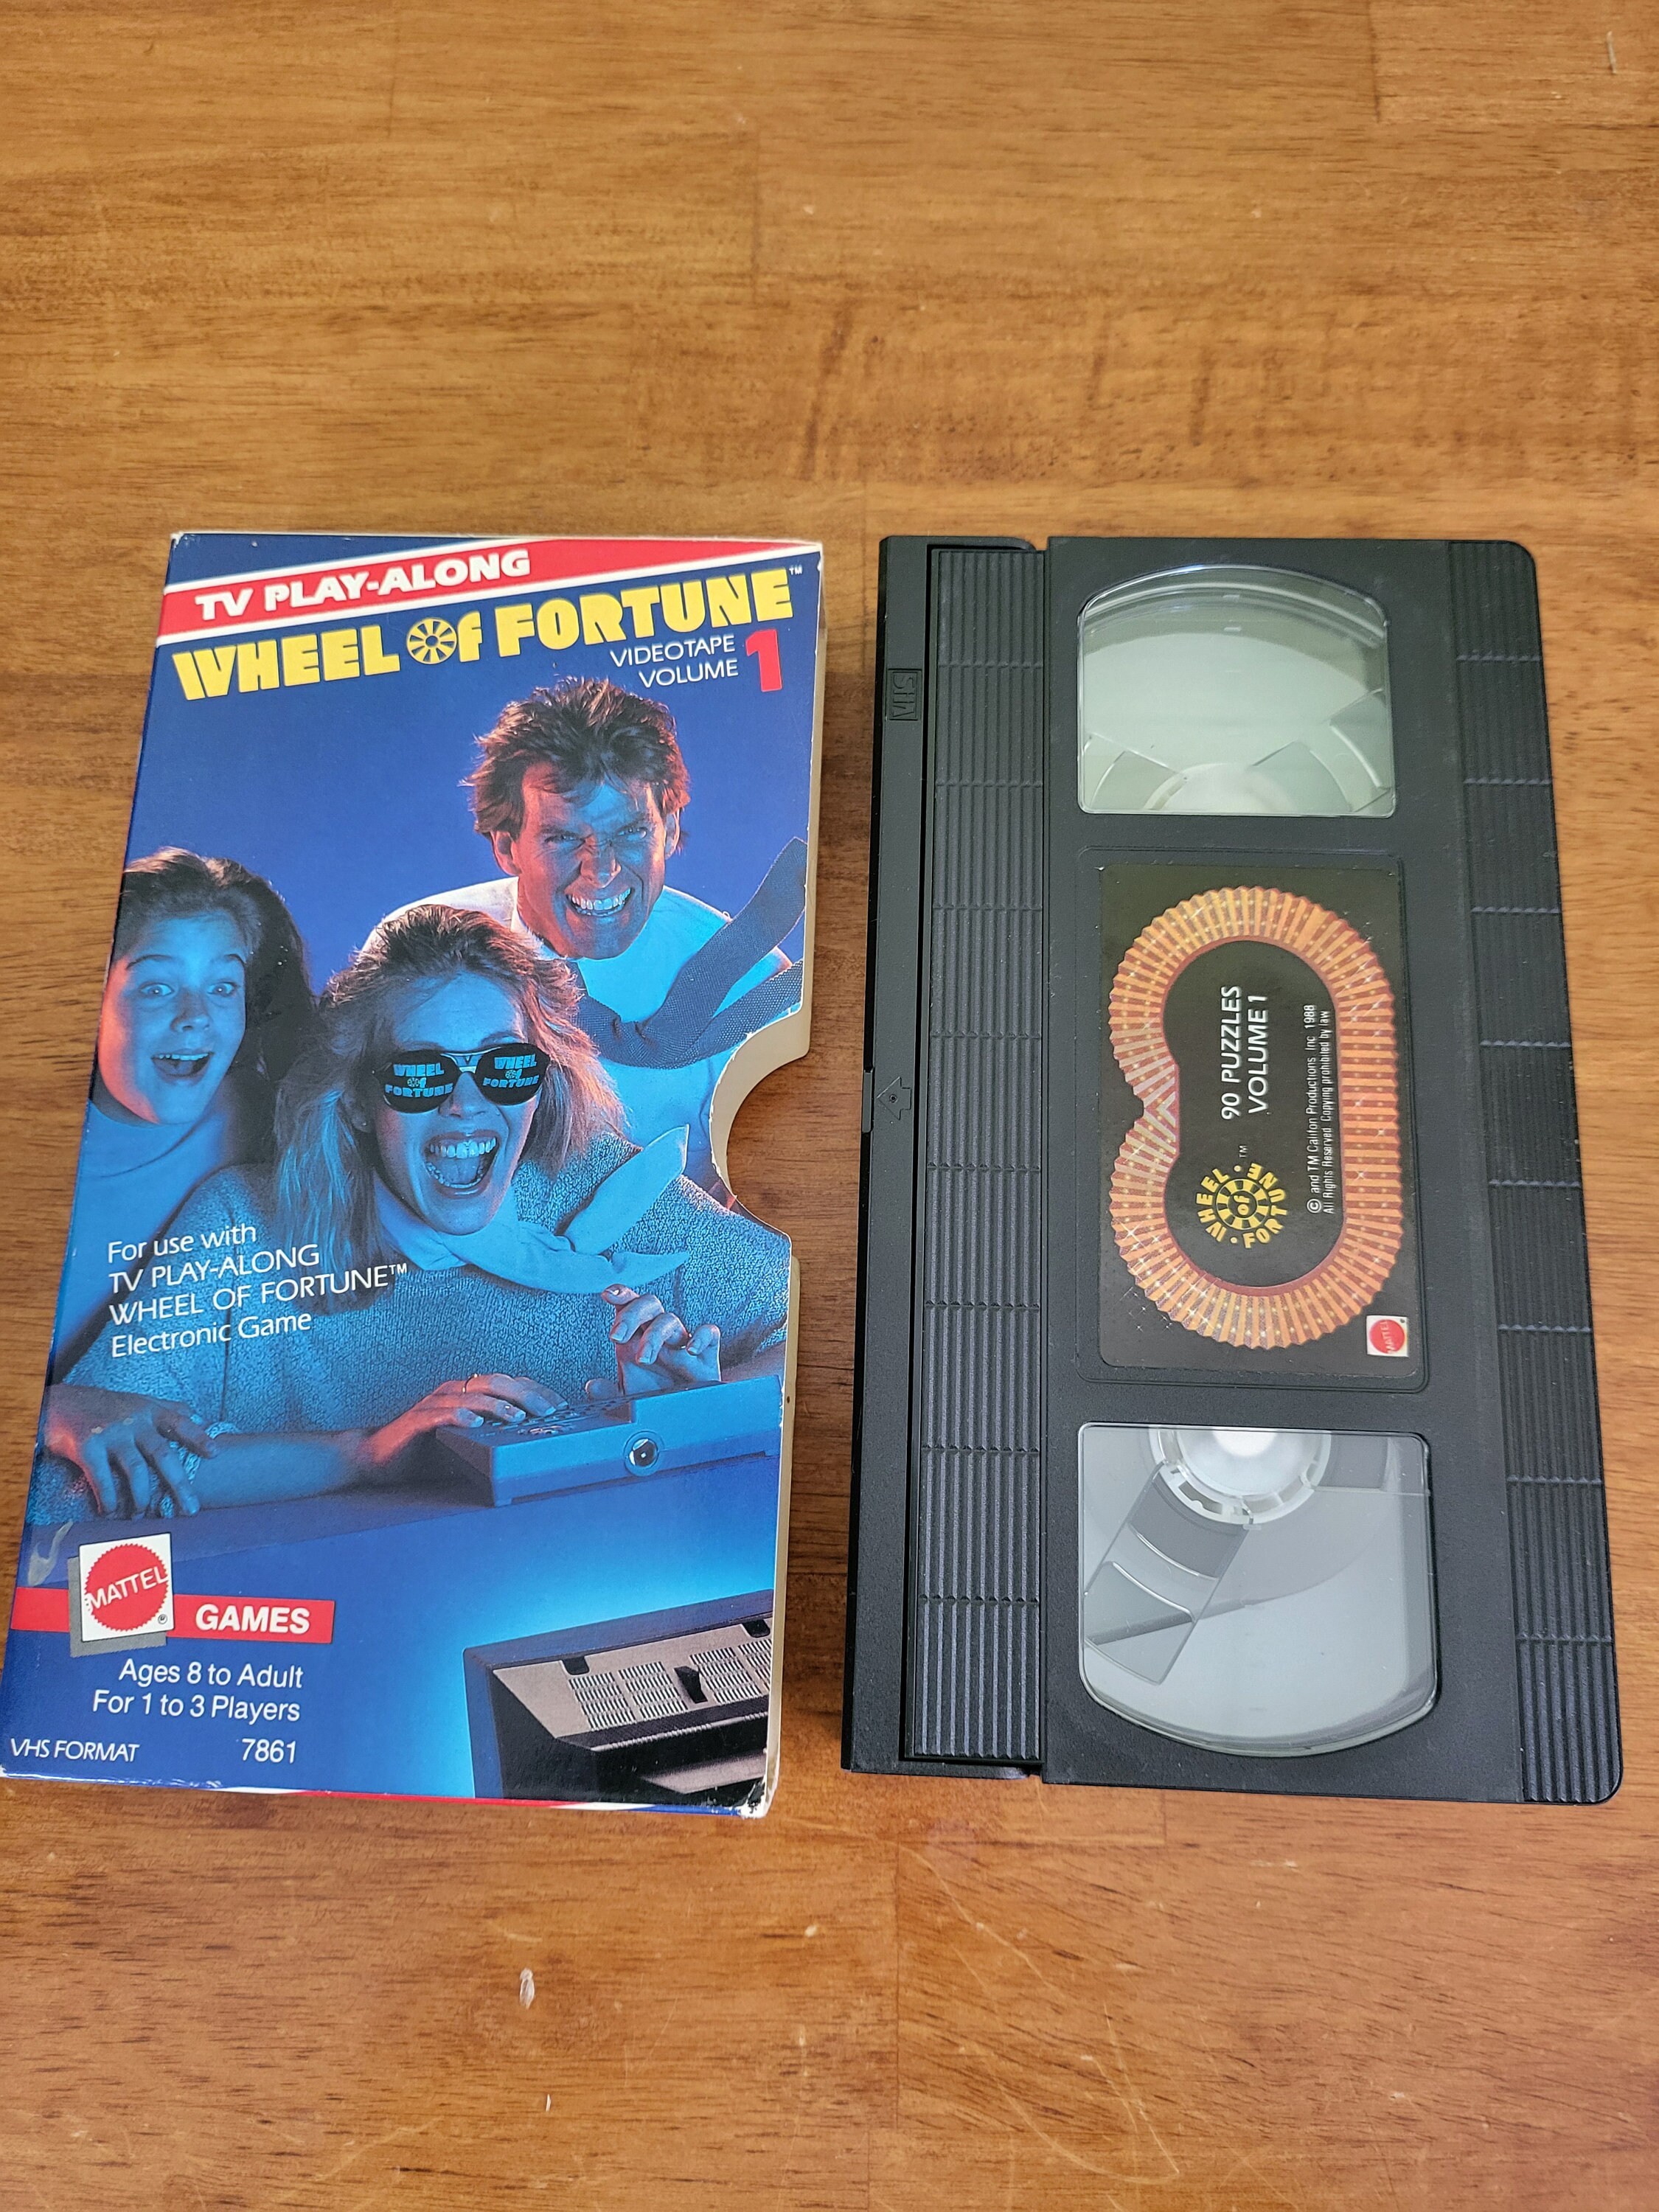 TV PLAY-ALONG
WHEEL Of FORTUNE™
VIDEOTAPE
VOLUME 1
WHEEL
of
FORTUNE
WHEEL
of
FORTUNE
For use with
TV PLAY-ALONG
WHEEL OF FORTUNE™
Electronic Game
MATTEL®
GAMES
Ages 8 to Adult
For 1 to 3 Players
VHS FORMAT 7861
VHS
WHEEL of FORTUNE ™
90 PUZZLES
VOLUME 1
© and TM Califon Productions, Inc. 1988
All Rights Reserved Copying prohibited by law
MATTEL®